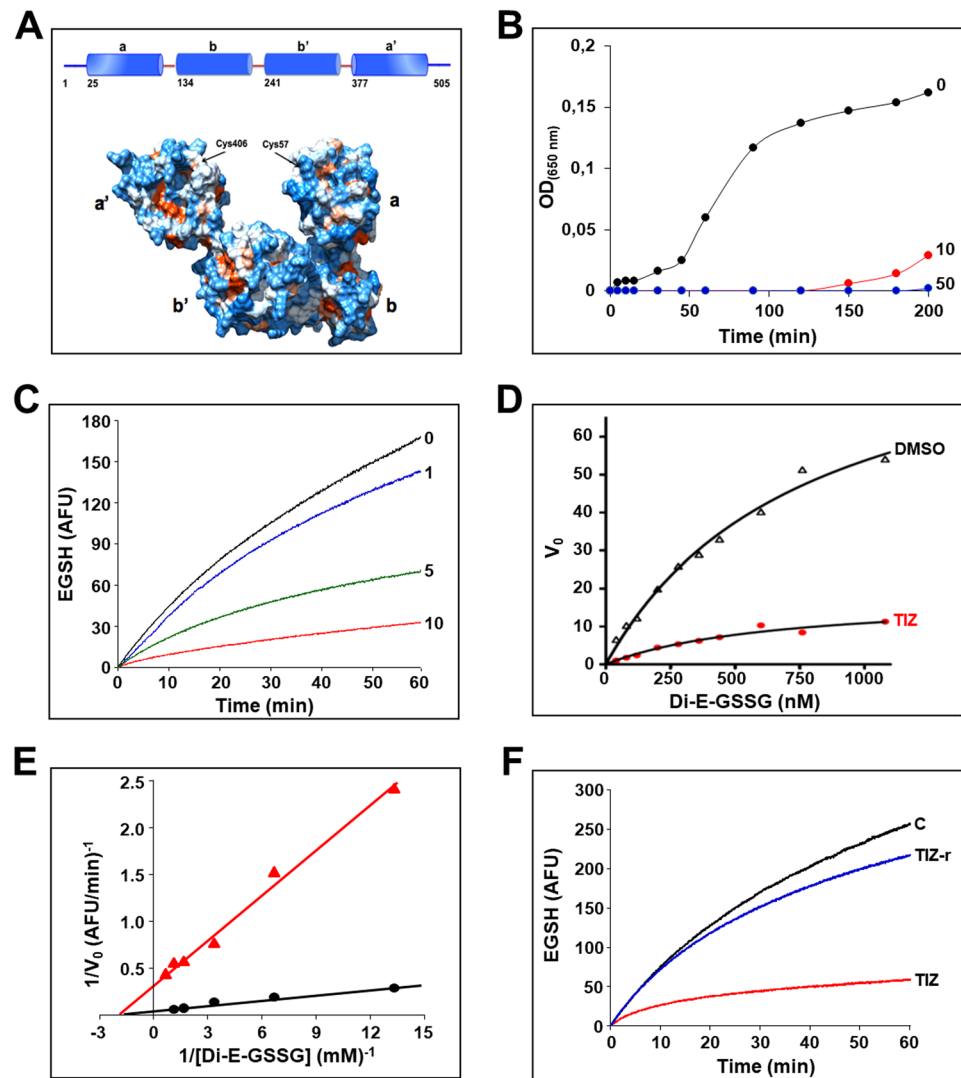 A
a b b' a'
1 25 134 241 377 505
Cys406 Cys57
a' a
b' b
B
OD(650 nm)
0,2
0,15
0,1
0,05
0
0 50 100 150 200
Time (min)
0
10
50
C
EGSH (AFU)
180
150
120
90
60
30
0
0 10 20 30 40 50 60
Time (min)
0
1
5
10
D
V0
60
50
40
30
20
10
0
0 250 500 750 1000
Di-E-GSSG (nM)
DMSO
TIZ
E
1/V0 (AFU/min)-1
2.5
2.0
1.5
1.0
0.5
-3 0 3 6 9 12 15
1/[Di-E-GSSG] (mM)-1
F
EGSH (AFU)
300
250
200
150
100
50
0
0 10 20 30 40 50 60
Time (min)
C
TIZ-r
TIZ